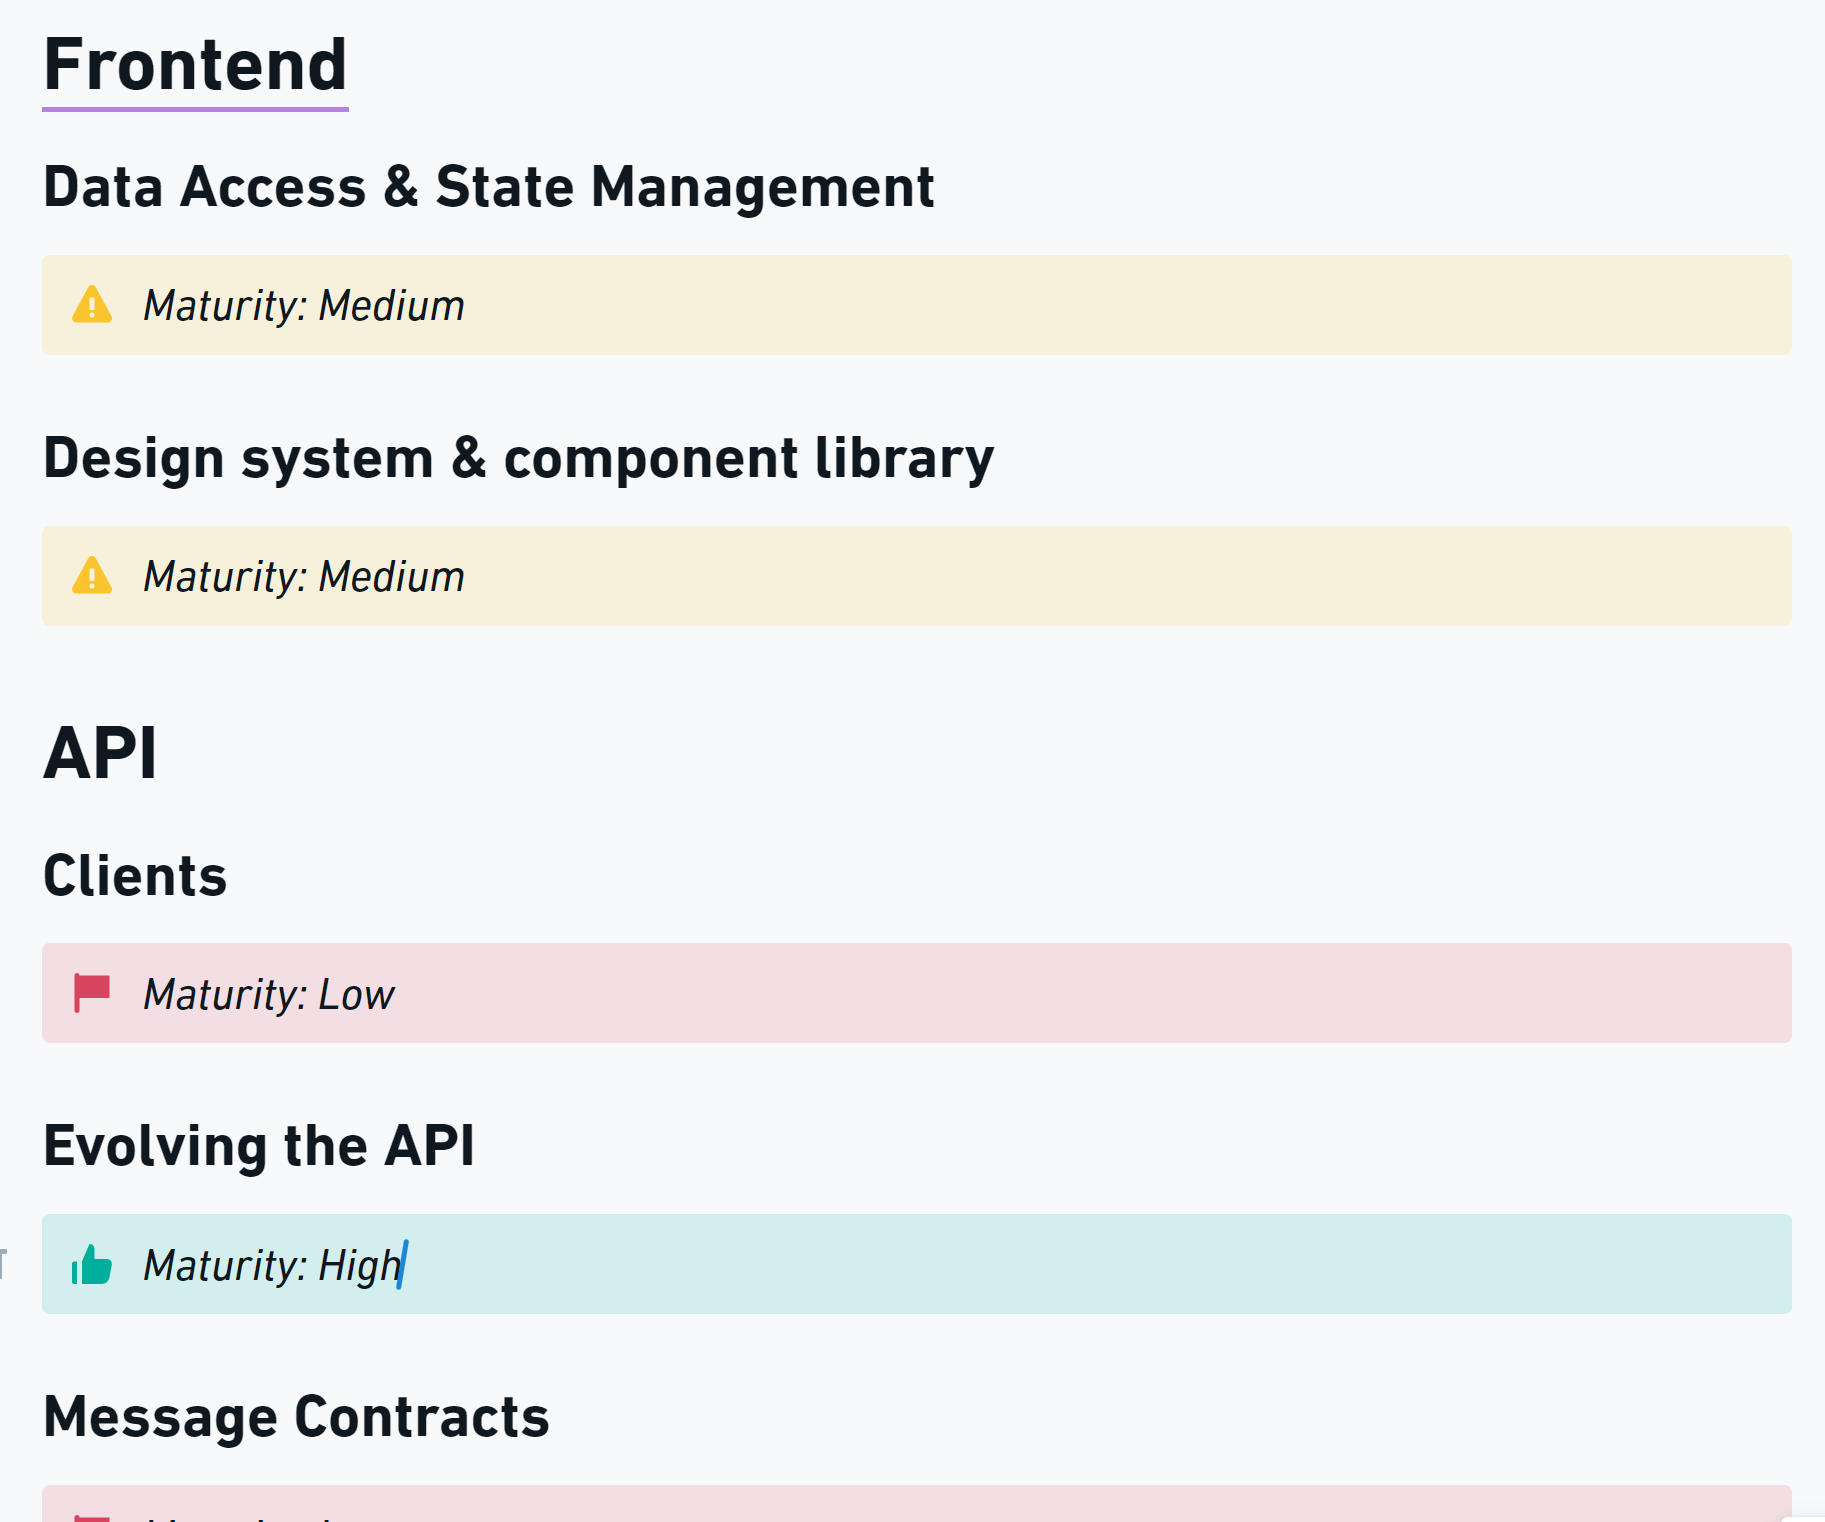 Frontend
Data Access & State Management
Maturity: Medium
Design system & component library
Maturity: Medium
API
Clients
Maturity: Low
Evolving the API
Maturity: High
Message Contracts